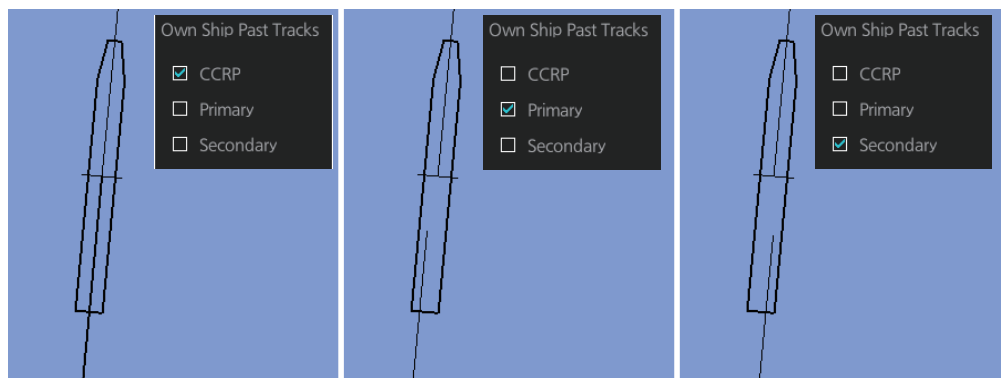 Own Ship Past Tracks
CCRP
Primary
Secondary
Own Ship Past Tracks
CCRP
Primary
Secondary
Own Ship Past Tracks
CCRP
Primary
Secondary